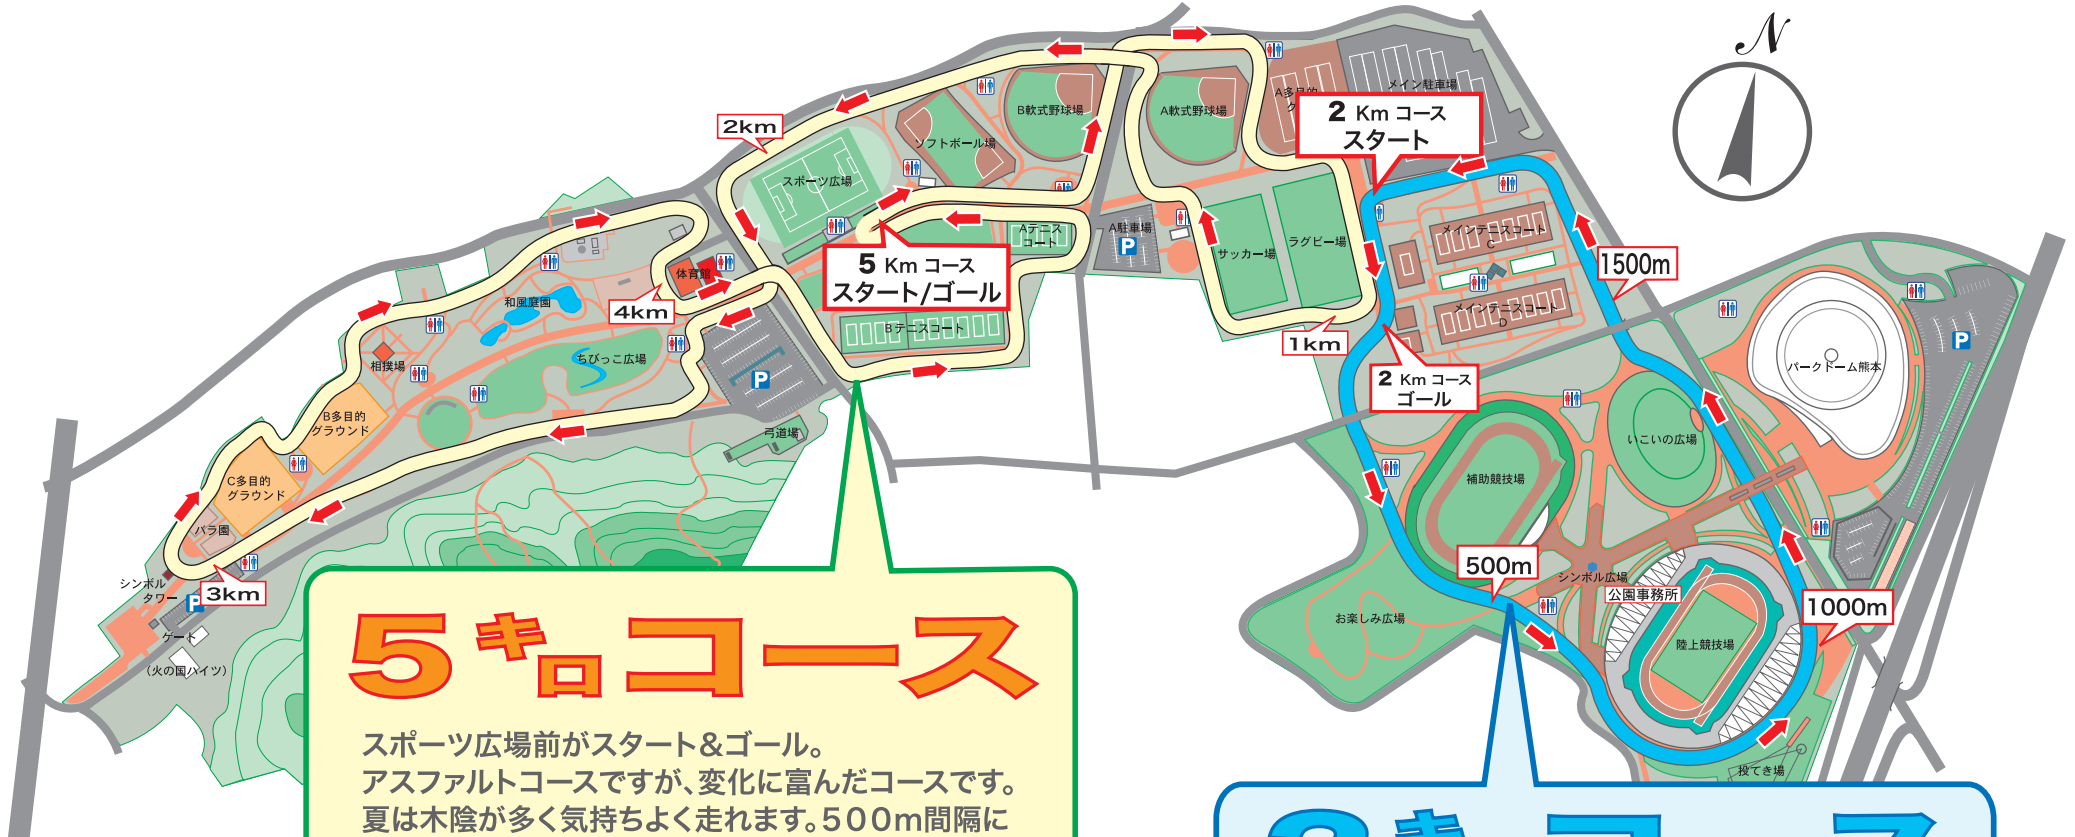 N
メイン駐車場
B軟式野球場
A軟式野球場
2 Km コース
スタート
2km
ソフトボール場
スポーツ広場
Aテニス
コート
A駐車場
P
サッカー場
ラグビー場
メインテニスコート
C
メインテニスコート
D
1500m
体育館
5 Km コース
スタート/ゴール
4km
和風庭園
Bテニスコート
1km
ちびっこ広場
相撲場
P
2 Km コース
ゴール
P
パークドーム熊本
B多目的
グラウンド
弓道場
いこいの広場
C多目的
グラウンド
補助競技場
バラ園
シンボル
タワー
P
3km
500m
シンボル広場
公園事務所
1000m
ゲート
(火の国ハイツ)
お楽しみ広場
陸上競技場
投てき場
5キロコース
スポーツ広場前がスタート&ゴール。
アスファルトコースですが、変化に富んだコースです。
夏は木陰が多く気持ちよく走れます。500m間隔に